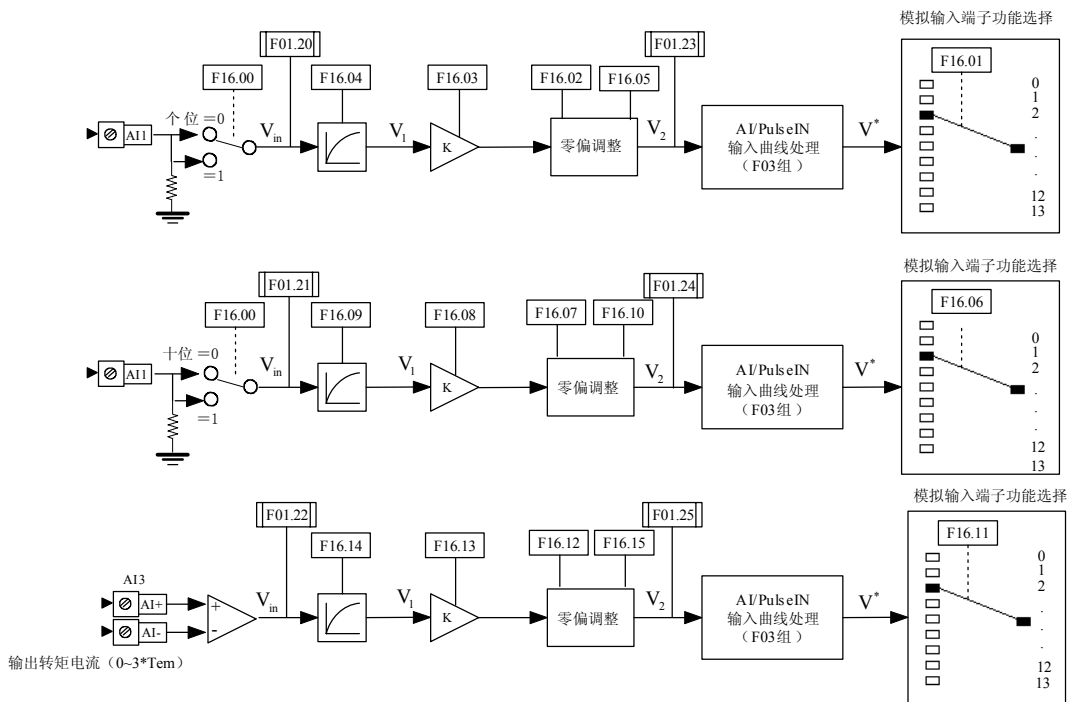 模拟输入端子功能选择
F01.20
F01.23
F16.00
F16.04
F16.03
F16.02
F16.05
F16.01
个位=0
AI1
=1
Vin
V1
K
零偏调整
V2
AI/PulseIN
输入曲线处理
(F03组)
V*
0
1
2
.
.
.
12
13
模拟输入端子功能选择
F01.21
F01.24
F16.00
F16.09
F16.08
F16.07
F16.10
F16.06
十位=0
AI1
=1
Vin
V1
K
零偏调整
V2
AI/PulseIN
输入曲线处理
(F03组)
V*
0
1
2
.
.
.
12
13
模拟输入端子功能选择
F01.22
F01.25
F16.14
F16.13
F16.12
F16.15
F16.11
AI3
AI+
AI-
+
-
Vin
V1
K
零偏调整
V2
AI/PulseIN
输入曲线处理
(F03组)
V*
0
1
2
.
.
.
12
13
输出转矩电流(0~3*Tem)